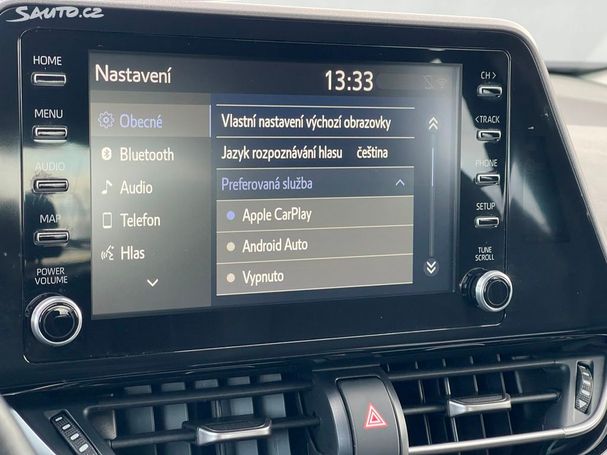 SAUTO.CZ
HOME
MENU
AUDIO
MAP
POWER
VOLUME
Nastavení
13:33
Obecné
Bluetooth
Audio
Telefon
Hlas
Vlastní nastavení výchozí obrazovky
Jazyk rozpoznávání hlasu čeština
Preferovaná služba
Apple CarPlay
Android Auto
Vypnuto
CH >
< TRACK
PHONE
SETUP
TUNE
SCROLL